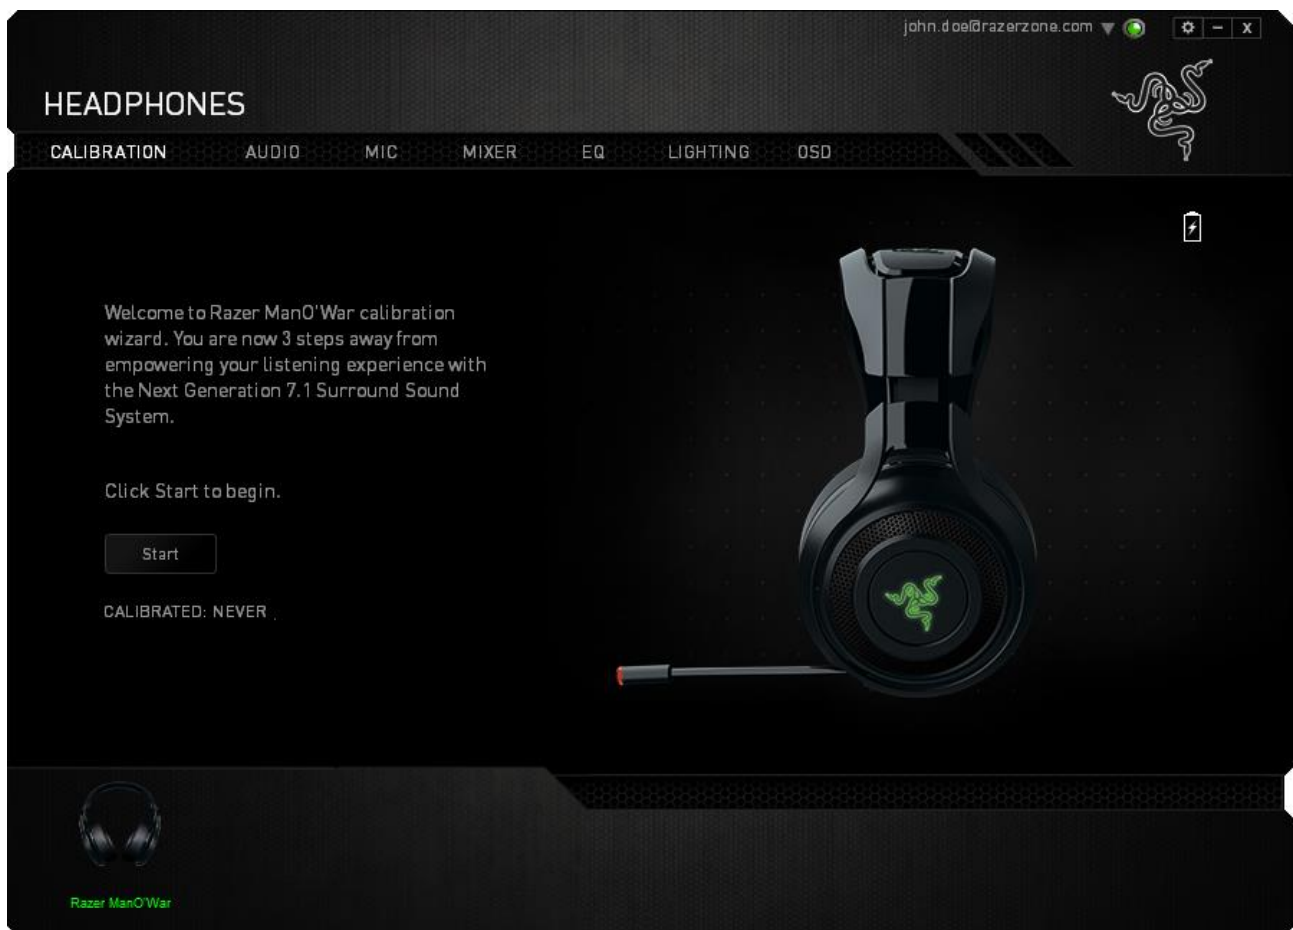 john.doe@razerzone.com
X
HEADPHONES
CALIBRATION AUDIO MIC MIXER EQ LIGHTING OSD
Welcome to Razer ManO'War calibration
wizard. You are now 3 steps away from
empowering your listening experience with
the Next Generation 7.1 Surround Sound
System.
Click Start to begin.
Start
CALIBRATED: NEVER
Razer ManO'War